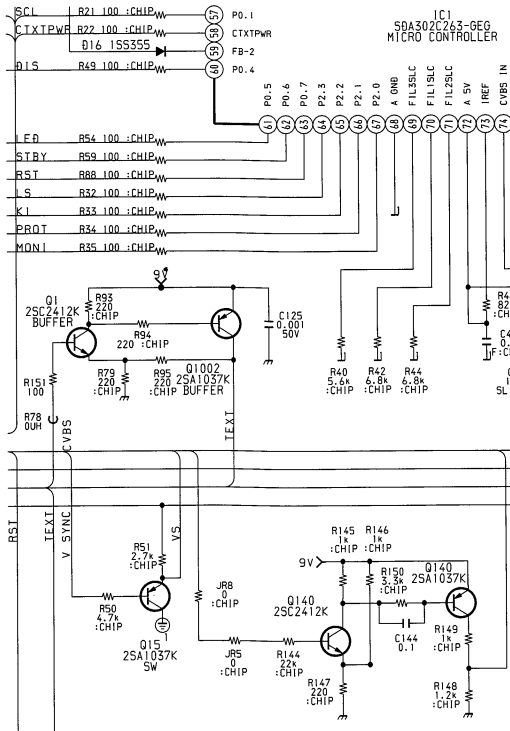 SCL R21 100 :CHIP 57 P0.1
CTXTPWR R22 100 :CHIP 58 CTXTPWR
D16 1SS355 59 FB-2
DIS R49 100 :CHIP 60 P0.4
IC1
SDA302C263-GEG
MICRO CONTROLLER
P0.5 P0.6 P0.7 P2.3 P2.2 P2.1 P2.0 A GND FIL3SLC FIL1SLC FIL2SLC A 5V IREF CVBS IN
61 62 63 64 65 66 67 68 69 70 71 72 73 74
LED R54 100 :CHIP
STBY R59 100 :CHIP
RST R88 100 :CHIP
LS R32 100 :CHIP
KI R33 100 :CHIP
PROT R34 100 :CHIP
MONI R35 100 :CHIP
9V
Q1
2SC2412K
BUFFER
R93
220
:CHIP
R94
220 :CHIP
C125
0.001
50V
R79
220
:CHIP
R95
220
:CHIP
Q1002
2SA1037K
BUFFER
R151
100
R78
0UH
R40
5.6k
:CHIP
R42
6.8k
:CHIP
R44
6.8k
:CHIP
R4
82
:CH
C4
0.
F:C
1
SL
CVBS
TEXT
RST
TEXT
V SYNC
VS
R51
2.7k
:CHIP
R50
4.7k
:CHIP
Q15
2SA1037K
SW
JR8
0
:CHIP
JR5
0
:CHIP
9V
R145
1k
:CHIP
R146
1k
:CHIP
R150
3.3k
:CHIP
Q140
2SA1037K
Q140
2SC2412K
C144
0.1
R144
22k
:CHIP
R149
1k
:CHIP
R147
220
:CHIP
R148
1.2k
:CHIP